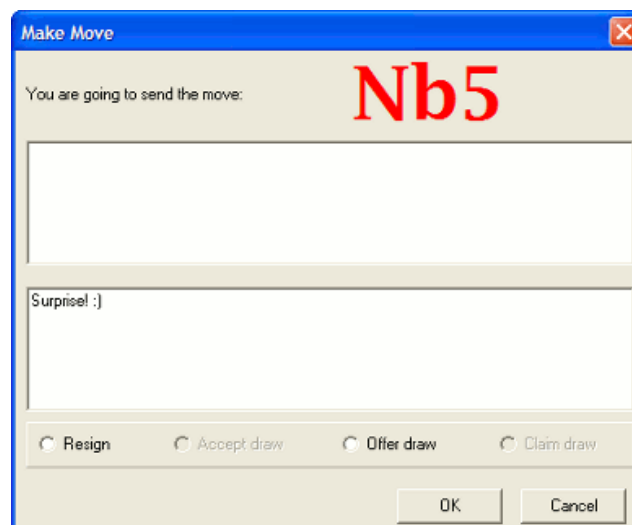 Make Move
You are going to send the move: Nb5
Surprise! :)
Resign Accept draw Offer draw Claim draw
OK Cancel